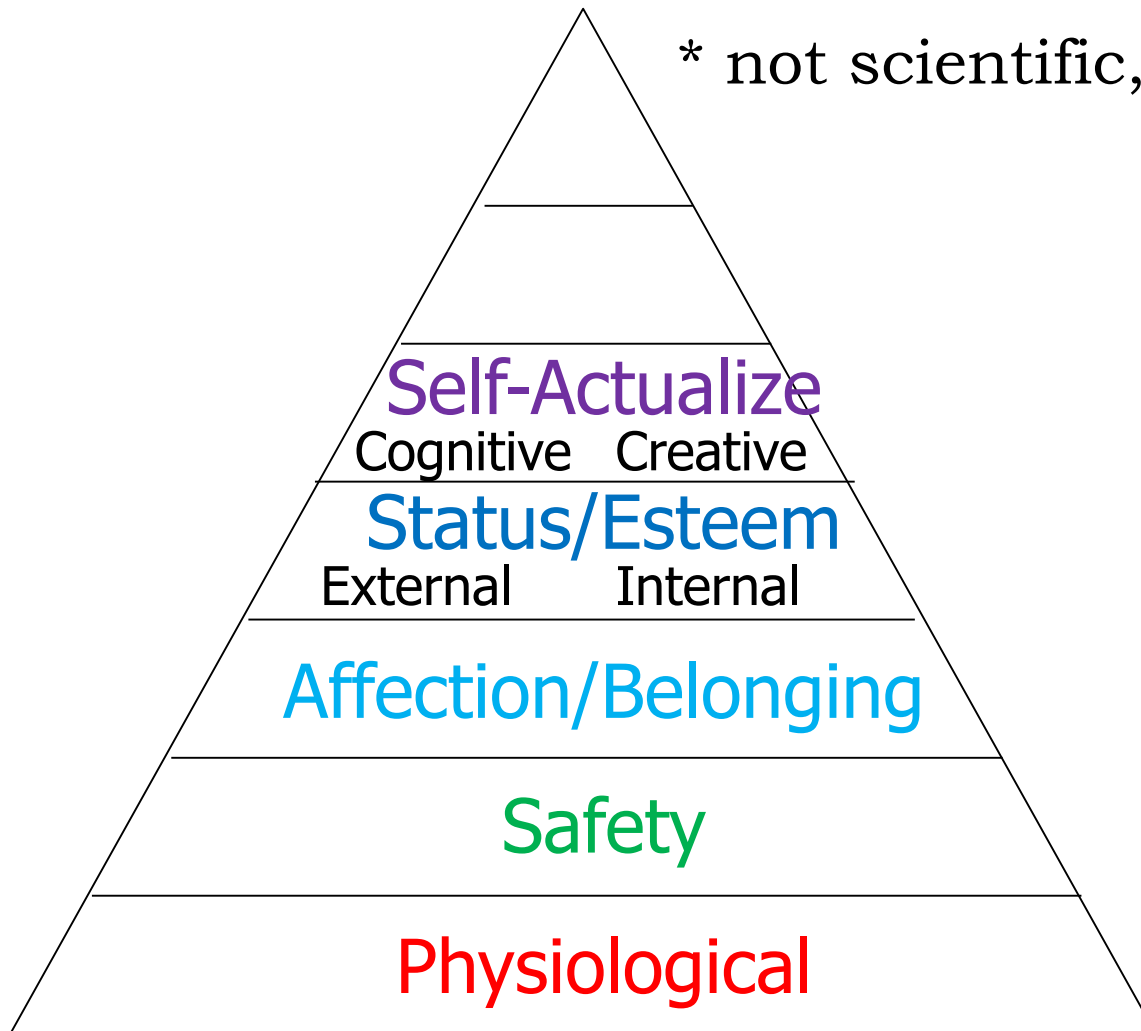 * not scientific,
Self-Actualize
Cognitive Creative
Status/Esteem
External Internal
Affection/Belonging
Safety
Physiological